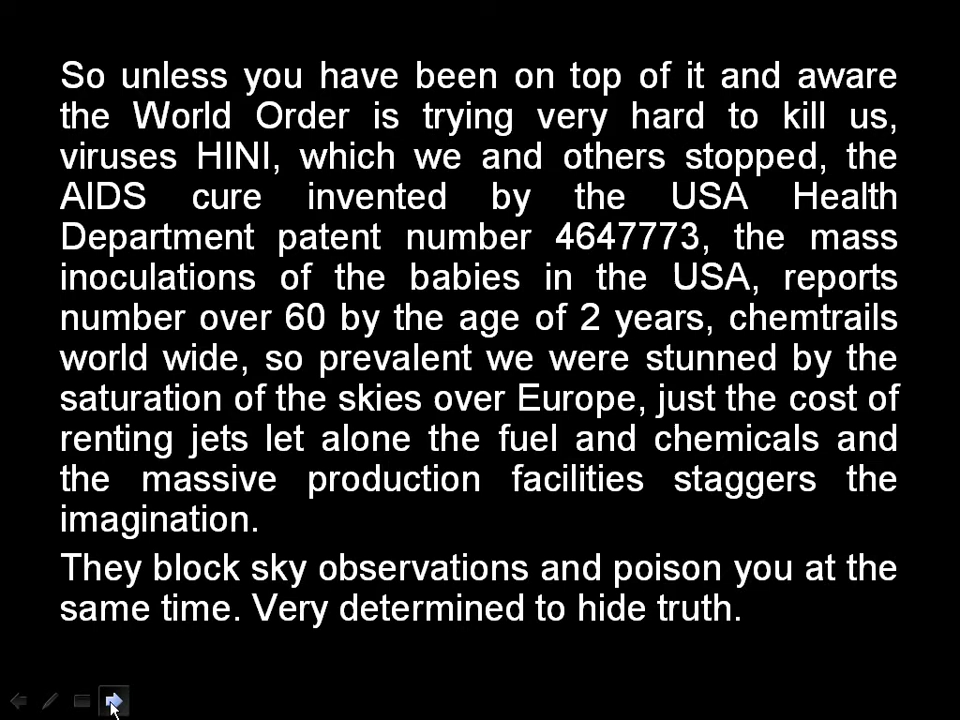 So unless you have been on top of it and aware
the World Order is trying very hard to kill us,
viruses HINI, which we and others stopped, the
AIDS cure invented by the USA Health
Department patent number 4647773, the mass
inoculations of the babies in the USA, reports
number over 60 by the age of 2 years, chemtrails
world wide, so prevalent we were stunned by the
saturation of the skies over Europe, just the cost of
renting jets let alone the fuel and chemicals and
the massive production facilities staggers the
imagination.
They block sky observations and poison you at the
same time. Very determined to hide truth.